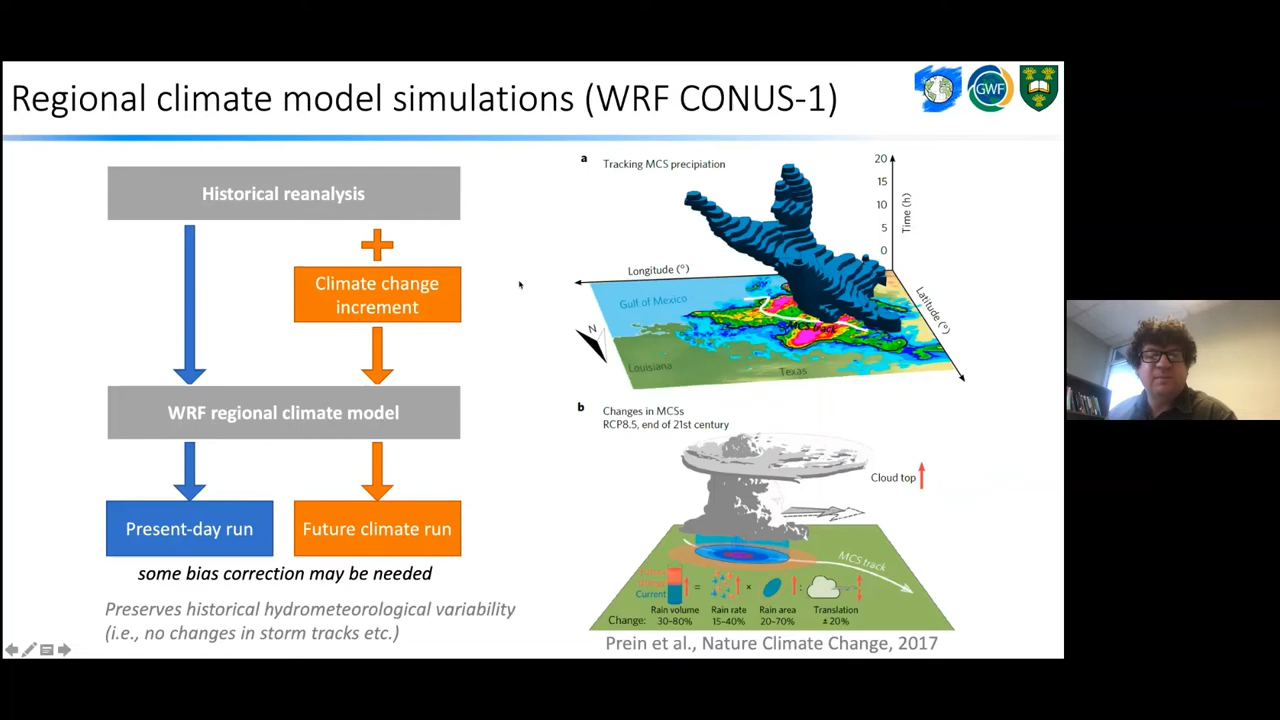 Regional climate model simulations (WRF CONUS-1)
GWF
Historical reanalysis
Climate change
increment
WRF regional climate model
Present-day run
Future climate run
some bias correction may be needed
Preserves historical hydrometeorological variability
(i.e., no changes in storm tracks etc.)
a
Tracking MCS precipiation
20
15
10
5
0
Time (h)
Longitude (°)
Latitude (°)
Gulf of Mexico
N
MCS track
Louisiana
Texas
b
Changes in MCSs
RCP8.5, end of 21st century
Cloud top
MCS track
Current
= × :
Rain volume
Rain rate
Rain area
Translation
Change:
30–80%
15–40%
20–70%
± 20%
Prein et al., Nature Climate Change, 2017